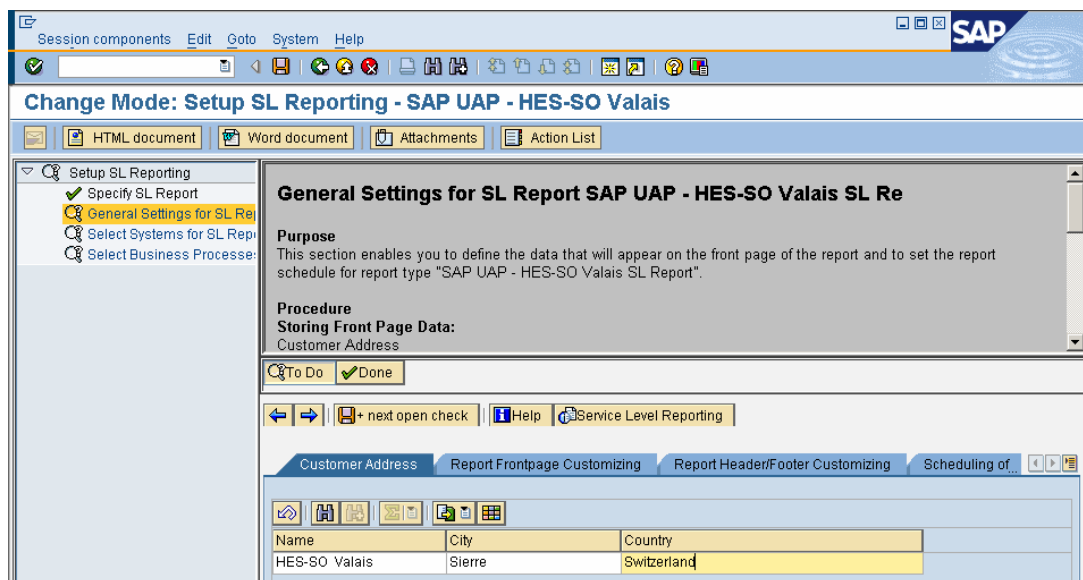 Session components Edit Goto System Help
SAP
Change Mode: Setup SL Reporting - SAP UAP - HES-SO Valais
HTML document Word document Attachments Action List
Setup SL Reporting
Specify SL Report
General Settings for SL Rep
Select Systems for SL Repo
Select Business Processes
General Settings for SL Report SAP UAP - HES-SO Valais SL Re
Purpose
This section enables you to define the data that will appear on the front page of the report and to set the report
schedule for report type "SAP UAP - HES-SO Valais SL Report".
Procedure
Storing Front Page Data:
Customer Address
To Do Done
+ next open check Help Service Level Reporting
Customer Address Report Frontpage Customizing Report Header/Footer Customizing Scheduling of
Name City Country
HES-SO Valais Sierre Switzerland